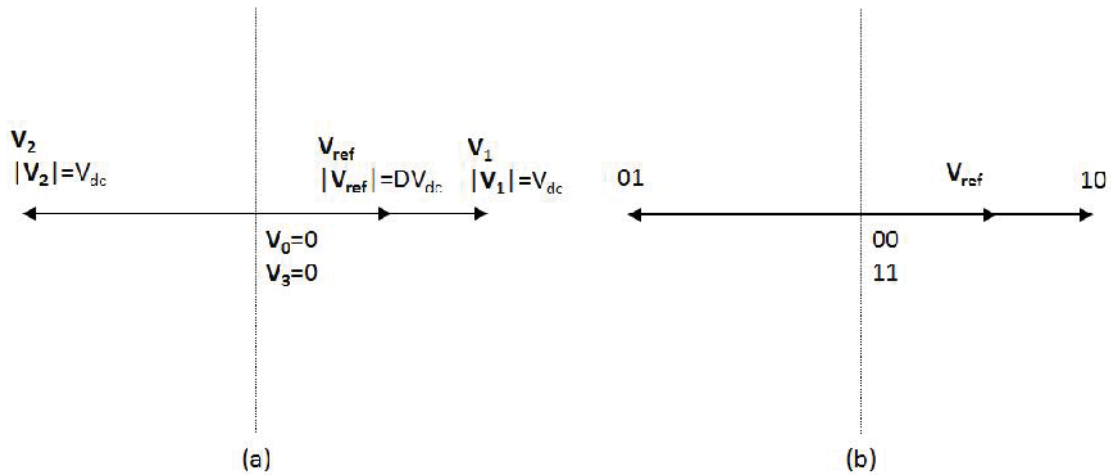 V2
|V2|=Vdc
Vref
|Vref|=DVdc
V1
|V1|=Vdc
V0=0
V3=0
(a)
01
Vref
10
00
11
(b)